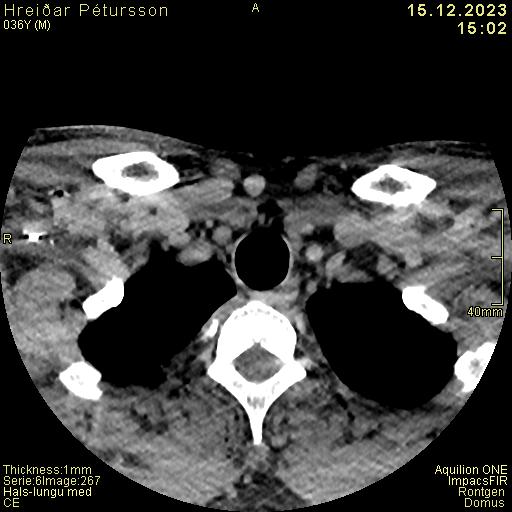 Hreiðar Pétursson
036Y (M)
A
15.12.2023
15:02
R
40mm
Thickness:1mm
Serie:6Image:267
Hals-lungu med
CE
Aquilion ONE
ImpacsFIR
Rontgen
Domus